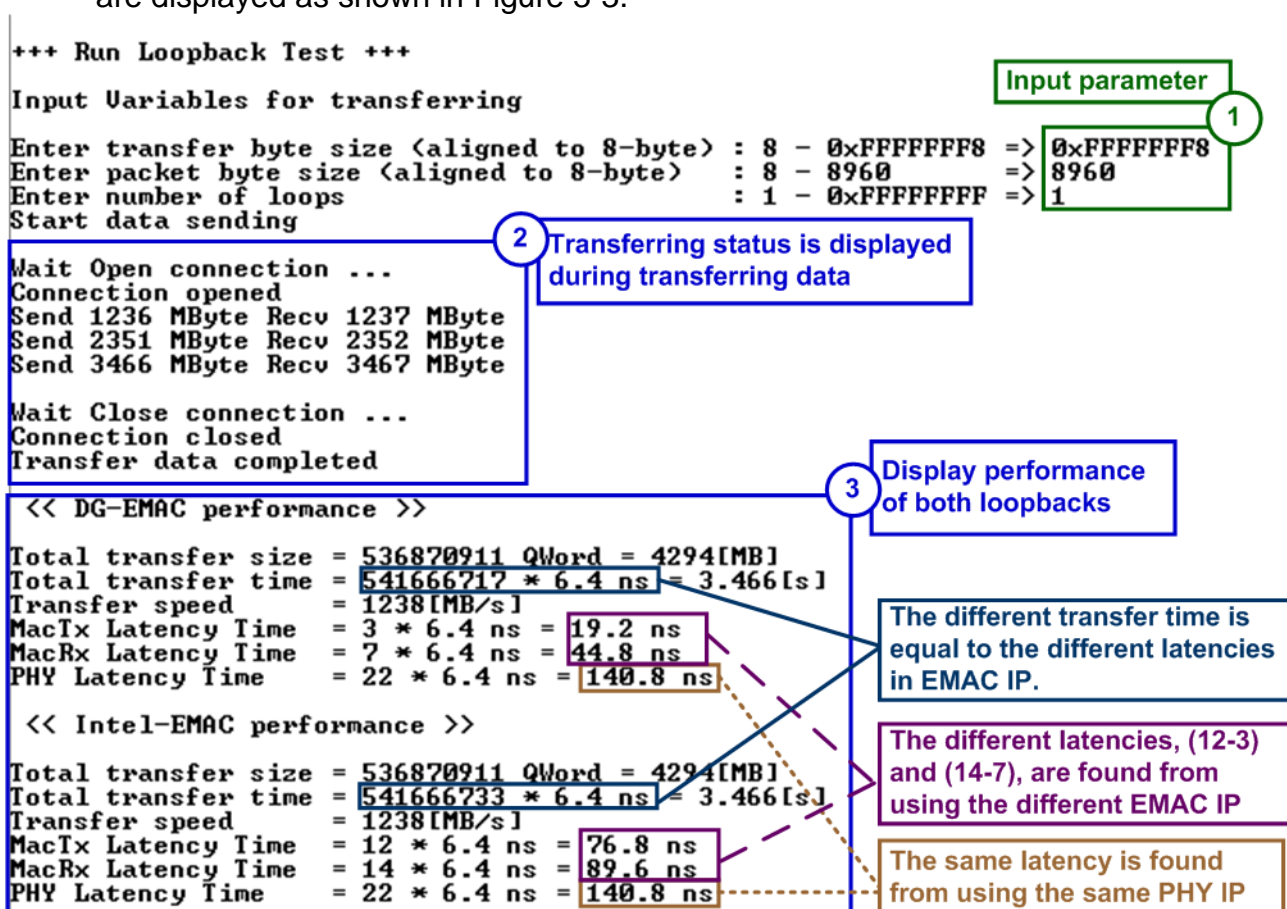 are displayed as shown in Figure 3-3.
+++ Run Loopback Test +++
Input parameter
Input Variables for transferring
1
Enter transfer byte size (aligned to 8-byte) : 8 - 0xFFFFFFF8 => 0xFFFFFFF8
Enter packet byte size (aligned to 8-byte) : 8 - 8960 => 8960
Enter number of loops : 1 - 0xFFFFFFFF => 1
Start data sending
2
Transferring status is displayed
during transferring data
Wait Open connection ...
Connection opened
Send 1236 MByte Recv 1237 MByte
Send 2351 MByte Recv 2352 MByte
Send 3466 MByte Recv 3467 MByte
Wait Close connection ...
Connection closed
Transfer data completed
3
Display performance
of both loopbacks
<< DG-EMAC performance >>
Total transfer size = 536870911 QWord = 4294[MB]
Total transfer time = 541666717 * 6.4 ns = 3.466[s]
Transfer speed = 1238[MB/s]
MacTx Latency Time = 3 * 6.4 ns = 19.2 ns
MacRx Latency Time = 7 * 6.4 ns = 44.8 ns
PHY Latency Time = 22 * 6.4 ns = 140.8 ns
The different transfer time is
equal to the different latencies
in EMAC IP.
<< Intel-EMAC performance >>
Total transfer size = 536870911 QWord = 4294[MB]
Total transfer time = 541666733 * 6.4 ns = 3.466[s]
Transfer speed = 1238[MB/s]
MacTx Latency Time = 12 * 6.4 ns = 76.8 ns
MacRx Latency Time = 14 * 6.4 ns = 89.6 ns
PHY Latency Time = 22 * 6.4 ns = 140.8 ns
The different latencies, (12-3)
and (14-7), are found from
using the different EMAC IP
The same latency is found
from using the same PHY IP